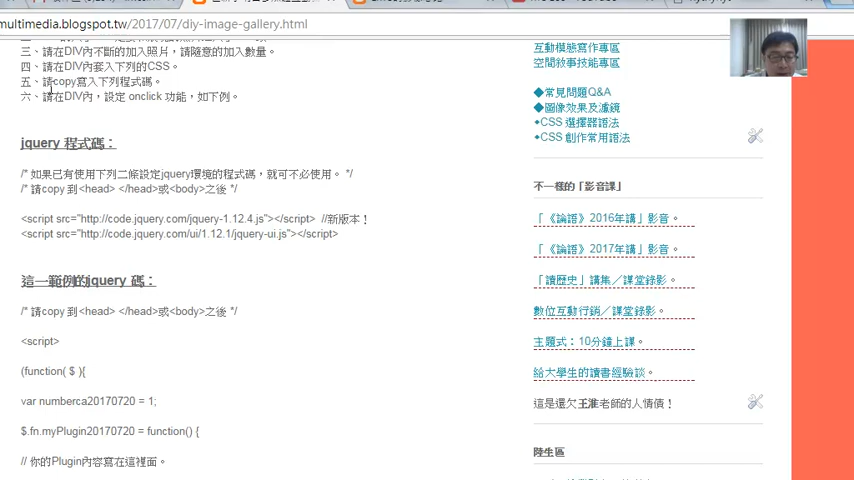 multimedia.blogspot.tw/2017/07/diy-image-gallery.html
三、請在DIV內不斷的加入照片，請隨意的加入數量。
四、請在DIV內套入下列的CSS。
五、請copy寫入下列程式碼。
六、請在DIV內，設定 onclick 功能，如下例。
jquery 程式碼：
/* 如果已有使用下列二條設定jquery環境的程式碼，就可不必使用。 */
/* 請copy 到<head> </head>或<body>之後 */
<script src="http://code.jquery.com/jquery-1.12.4.js"></script> //新版本！
<script src="http://code.jquery.com/ui/1.12.1/jquery-ui.js"></script>
這一範例的jquery 碼：
/* 請copy 到<head> </head>或<body>之後 */
<script>
(function( $ ){
var numberca20170720 = 1;
$.fn.myPlugin20170720 = function() {
// 你的Plugin內容寫在這裡面。
互動模態寫作專區
空間敘事技能專區
◆常見問題Q&A
◆圖像效果及濾鏡
◆CSS 選擇器語法
◆CSS 創作常用語法
不一樣的「影音課」
「《論語》2016年講」影音。
「《論語》2017年講」影音。
「讀歷史」講集／課堂錄影。
數位互動行銷／課堂錄影。
主題式：10分鐘上課。
給大學生的讀書經驗談。
這是還欠王淮老師的人情債！
陸生區